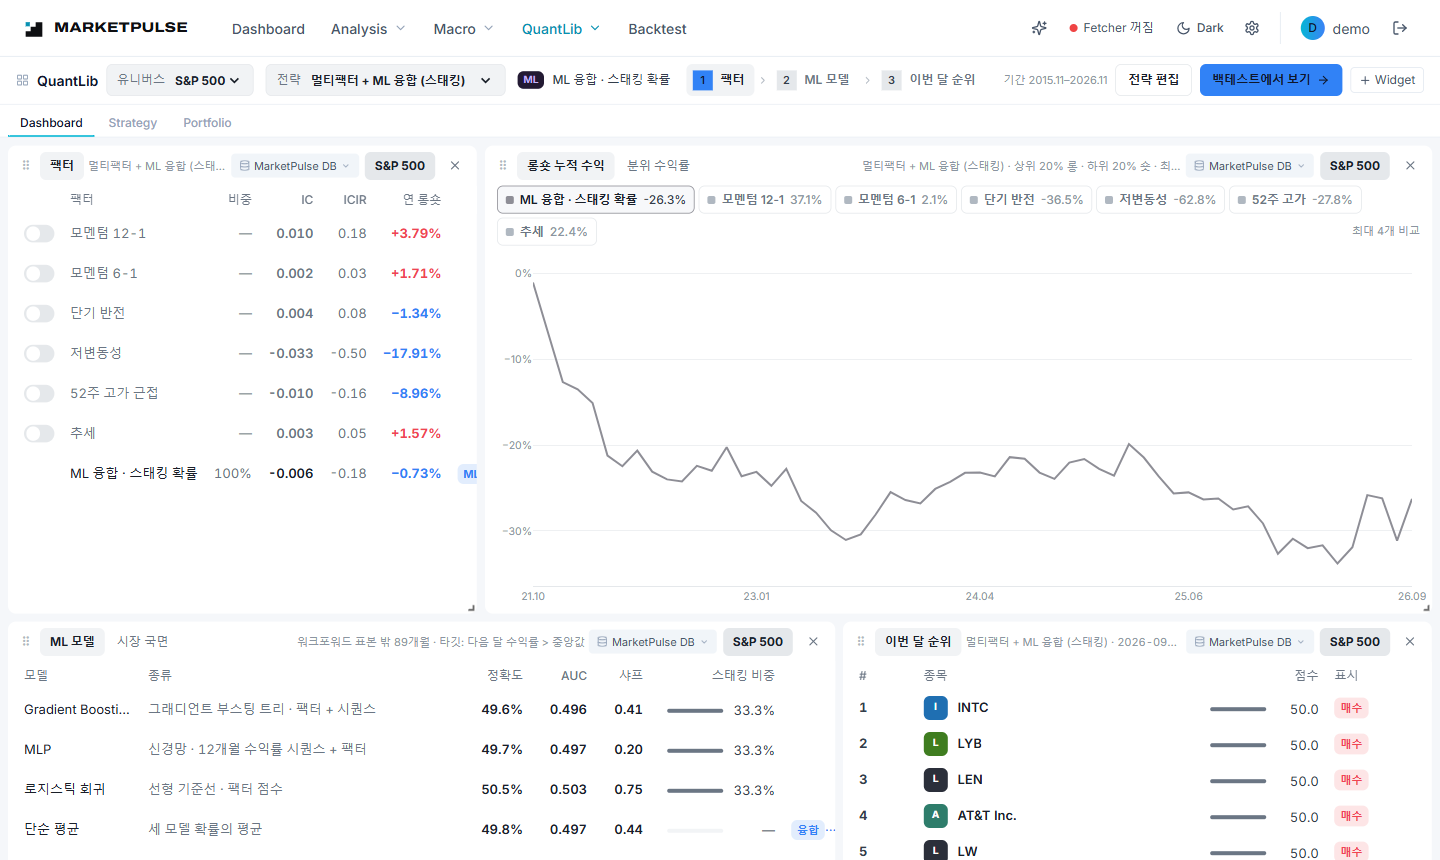 MARKETPULSE Dashboard Analysis Macro QuantLib Backtest Fetcher 꺼짐 Dark D demo
QuantLib 유니버스 S&P 500 전략 멀티팩터 + ML 융합 (스태킹) ML ML 융합 · 스태킹 확률 1 팩터 2 ML 모델 3 이번 달 순위 기간 2015.11–2026.11 전략 편집 백테스트에서 보기 → + Widget
Dashboard Strategy Portfolio
팩터 멀티팩터 + ML 융합 (스태... MarketPulse DB S&P 500
팩터 비중 IC ICIR 연 롱숏
모멘텀 12-1 — 0.010 0.18 +3.79%
모멘텀 6-1 — 0.002 0.03 +1.71%
단기 반전 — 0.004 0.08 −1.34%
저변동성 — -0.033 -0.50 −17.91%
52주 고가 근접 — -0.010 -0.16 −8.96%
추세 — 0.003 0.05 +1.57%
ML 융합 · 스태킹 확률 100% -0.006 -0.18 −0.73% ML
롱숏 누적 수익 분위 수익률 멀티팩터 + ML 융합 (스태킹) · 상위 20% 롱 · 하위 20% 숏 · 최... MarketPulse DB S&P 500
ML 융합 · 스태킹 확률 -26.3% 모멘텀 12-1 37.1% 모멘텀 6-1 2.1% 단기 반전 -36.5% 저변동성 -62.8% 52주 고가 -27.8%
추세 22.4% 최대 4개 비교
0%
−10%
−20%
−30%
21.10 23.01 24.04 25.06 26.09
ML 모델 시장 국면 워크포워드 표본 밖 89개월 · 타깃: 다음 달 수익률 > 중앙값 MarketPulse DB S&P 500
모델 종류 정확도 AUC 샤프 스태킹 비중
Gradient Boosti... 그래디언트 부스팅 트리 · 팩터 + 시퀀스 49.6% 0.496 0.41 33.3%
MLP 신경망 · 12개월 수익률 시퀀스 + 팩터 49.7% 0.497 0.20 33.3%
로지스틱 회귀 선형 기준선 · 팩터 점수 50.5% 0.503 0.75 33.3%
단순 평균 세 모델 확률의 평균 49.8% 0.497 0.44 — 융합 ...
이번 달 순위 멀티팩터 + ML 융합 (스태킹) · 2026-09... MarketPulse DB S&P 500
# 종목 점수 표시
1 I INTC 50.0 매수
2 L LYB 50.0 매수
3 L LEN 50.0 매수
4 A AT&T Inc. 50.0 매수
5 L LW 50.0 매수